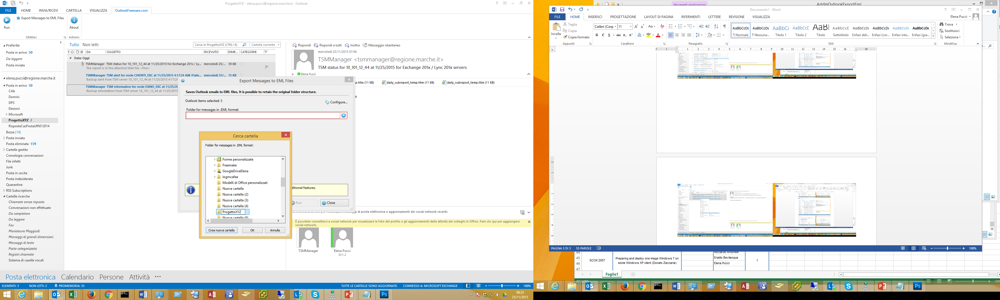 ProgettoXYZ - elena.pucci@regione.marche.it - Outlook
FILE HOME INVIA/RICEVI CARTELLA VISUALIZZA OutlookFreeware.com
Run
Export Messages to EML Files
About
Utilities Actions
Preferite
Posta in arrivo 50
Da leggere
Posta inviata
elena.pucci@regione.marche.it
Posta in arrivo 50
CAb
Domini
DPS
Elezioni
Microsoft
ProgettoXYZ 2
RisposteCasPostaUffi012014
Bozze [14]
Posta inviata
Posta eliminata 159
Cartelle gestite
Cronologia conversazioni
File infetti
Junk
Posta in uscita
Posta indesiderata
Quarantine
RSS Subscriptions
Cartelle ricerche
Chiamate senza risposta
Conversazioni non effettuate
Da completare
Da leggere
Fax
Marialaura Maggiulli
Messaggi di grandi dimensioni
Messaggi di testo
Posta categorizzata
Registri chiamate
Sistema di caselle vocali
Posta elettronica Calendario Persone Attività ...
ELEMENTI: 3 NON LETTI: 2 PROMEMORIA: 35
TUTTE LE CARTELLE SONO AGGIORNATE. CONNESSO A: MICROSOFT EXCHANGE 100%
08:23
25/11/2015
Tutto Non letti
Cerca in ProgettoXYZ (CTRL+E) Cartella corrente
DA OGGETTO RICEVUTO DIME... CATEGORIE
Data: Oggi
TSMManager TSM status for 10_101_12_44 at 11/25/2015 for Exchange 201x / Ly... mercoledì 25/... 39 KB
The report is in the attached html file <fine>
TSMManager TSM alert for node CHIENTI_EXC at 11/25/2015 4:17:24 AM (Faile... mercoledì 25/... 15 KB
Backup alert from TSM server 10_101_12_44 at 11/25/2015 4:17:24
TSMManager TSM information for node ESINO_EXC at 11/25/20
Backup information from TSM server 10_101_12_44 at 11/25/2015
Rispondi Rispondi a tutti Inoltra Messaggio istantaneo
mercoledì 25/11/2015 07:06
TSMManager <tsmmanager@regione.marche.it>
TSM status for 10_101_12_44 at 11/25/2015 for Exchange 201x / Lync 201x servers
A Elena Pucci
p.htm (11 KB) daily_subreport_temp.htm (11 KB) daily_subreport_temp.htm (11 KB)
e
Export Messages to EML Files
Saves Outlook emails to EML files. It is possible to retain the original folder structure.
Outlook items selected: 3
Configure...
Folder for messages in .EML format:
ditional features.
Run Close
Cerca cartella
Folder for messages in .EML format:
Forme personalizzate
Freemake
GoogleDriveElena
logmcafee
Modelli di Office personalizzati
Nuova cartella
Nuova cartella (2)
Nuova cartella (3)
Nuova cartella (4)
ProgettoXYZ
Nuova cartella (6)
Crea nuova cartella OK Annulla
di posta elettronica e aggiornamenti dei social network recenti.
È possibile connettersi a social network per visualizzare le foto del profilo e gli aggiornamenti delle attività dei colleghi in Office. Fare clic qui per aggiungere
social network.
TSMManager
Elena Pucci
D/1.2
Strumenti applicazioni
AddInOutlookExportEml
Documento1 - Word
FILE HOME INSERISCI PROGETTAZIONE LAYOUT DI PAGINA RIFERIMENTI LETTERE REVISIONE VISUALIZZA
Elena Pucci
Incolla
Taglia
Copia
Copia formato
Appunti
Calibri (Corp 11
Carattere
Paragrafo
AaBbCcDc AaBbCcDc AaBbCc AaBbCcE AaBl AaBbCcD AaBbCcDc AaBbCcDc AaBbCcDc AaBbCcDc
¶ Normale ¶ Nessuna... Titolo 1 Titolo 2 Titolo Sottotitolo Enfasi deli... Enfasi (cor... Enfasi inte... Enfasi (gra...
Stili
Trova
Sostituisci
Seleziona
Modifica
PAGINA 3 DI 3 55 PAROLE 100%
44
45
46
47
SCCM 2007
Preparing and deploy one image Windows 7 on
some Windows XP client (Donato Zaccaria)
Riccardo Antonelli
Eraldo Bevilacqua
Elena Pucci
1
Foglio1
PRONTO